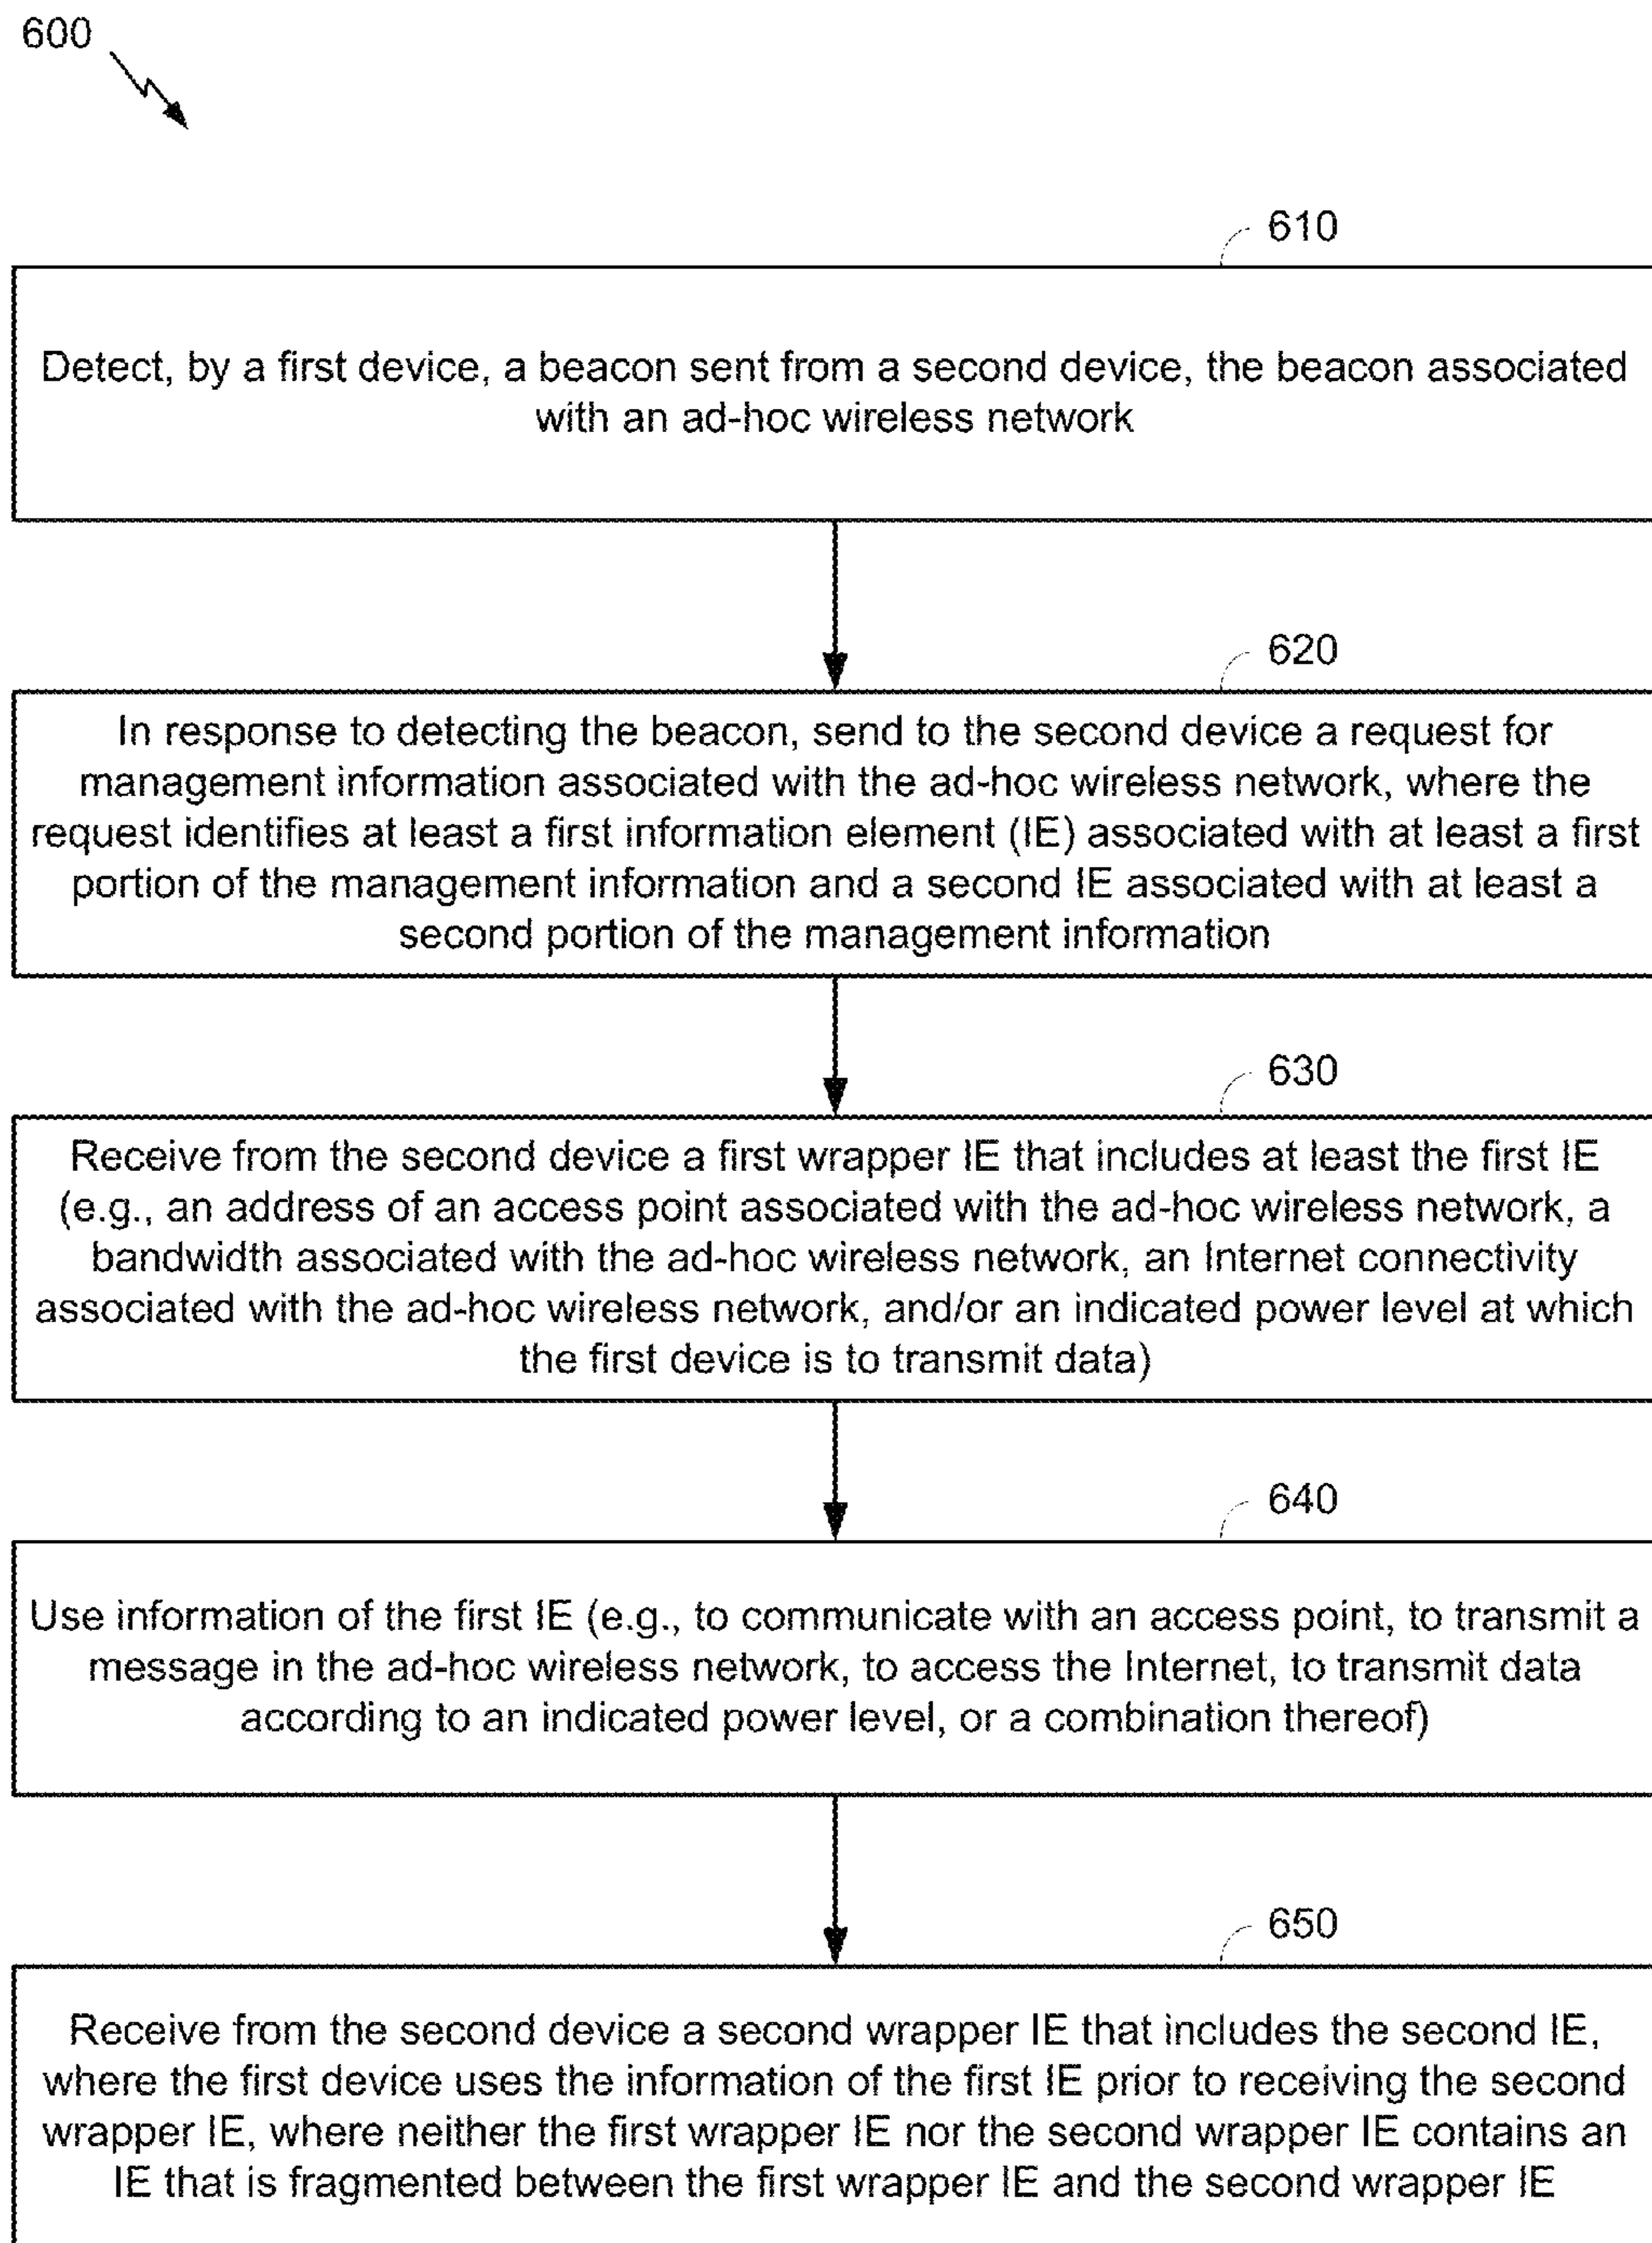 600
610
Detect, by a first device, a beacon sent from a second device, the beacon associated
with an ad-hoc wireless network
620
In response to detecting the beacon, send to the second device a request for
management information associated with the ad-hoc wireless network, where the
request identifies at least a first information element (IE) associated with at least a first
portion of the management information and a second IE associated with at least a
second portion of the management information
630
Receive from the second device a first wrapper IE that includes at least the first IE
(e.g., an address of an access point associated with the ad-hoc wireless network, a
bandwidth associated with the ad-hoc wireless network, an Internet connectivity
associated with the ad-hoc wireless network, and/or an indicated power level at which
the first device is to transmit data)
640
Use information of the first IE (e.g., to communicate with an access point, to transmit a
message in the ad-hoc wireless network, to access the Internet, to transmit data
according to an indicated power level, or a combination thereof)
650
Receive from the second device a second wrapper IE that includes the second IE,
where the first device uses the information of the first IE prior to receiving the second
wrapper IE, where neither the first wrapper IE nor the second wrapper IE contains an
IE that is fragmented between the first wrapper IE and the second wrapper IE